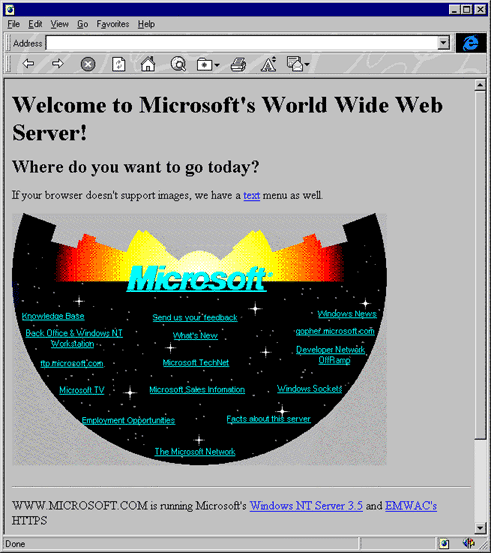 File Edit View Go Favorites Help
Address
Welcome to Microsoft's World Wide Web
Server!
Where do you want to go today?
If your browser doesn't support images, we have a text menu as well.
Microsoft
Knowledge Base
Send us your feedback
Windows News
Back Office & Windows NT
Workstation
What's New
gopher.microsoft.com
ftp.microsoft.com
Microsoft TechNet
Developer Network
OffRamp
Microsoft TV
Microsoft Sales Infomation
Windows Sockets
Employment Opportunities
Facts about this server
The Microsoft Network
WWW.MICROSOFT.COM is running Microsoft's Windows NT Server 3.5 and EMWAC's
HTTPS
Done